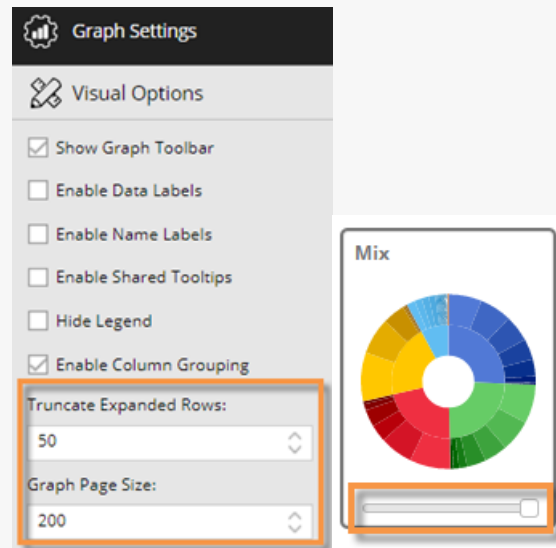 Graph Settings
Visual Options
Show Graph Toolbar
Enable Data Labels
Enable Name Labels
Enable Shared Tooltips
Hide Legend
Enable Column Grouping
Truncate Expanded Rows:
50
Graph Page Size:
200
Mix